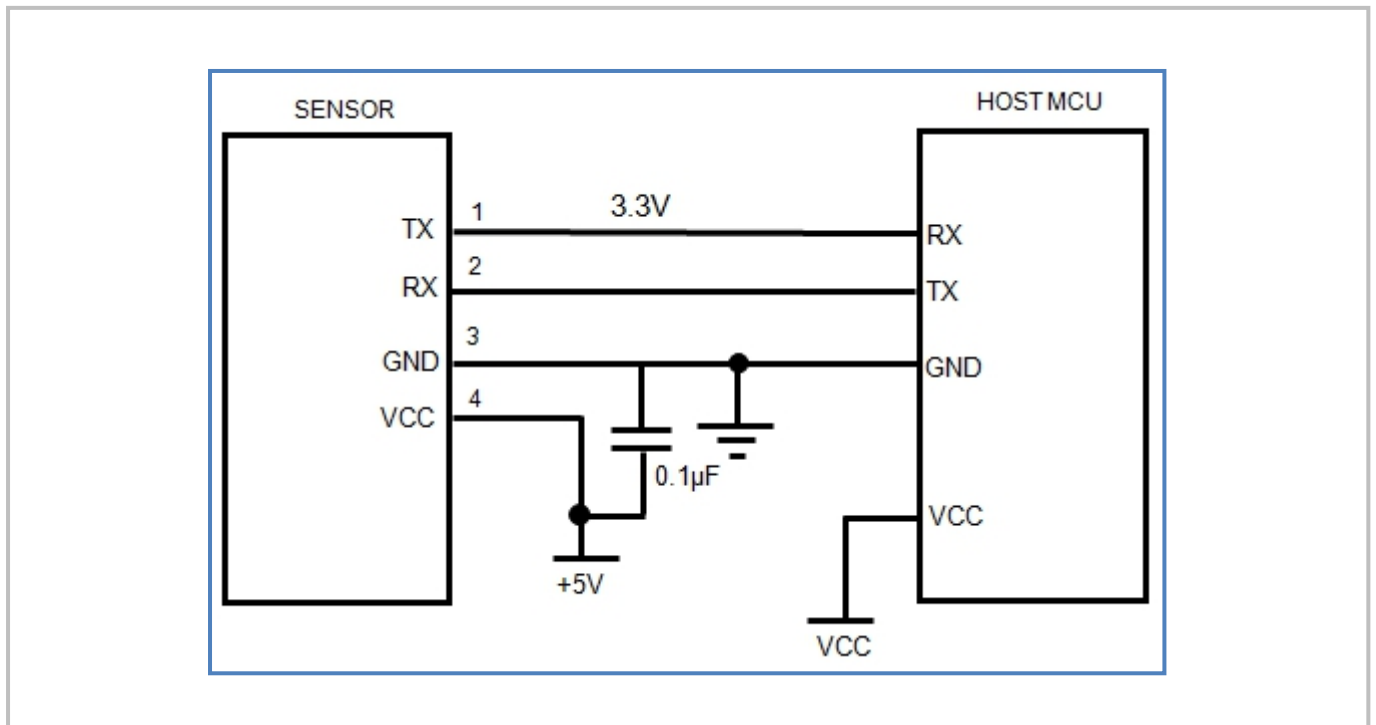 SENSOR
HOST MCU
1
3.3V
TX
RX
2
RX
TX
3
GND
GND
4
VCC
0.1µF
VCC
+5V
VCC